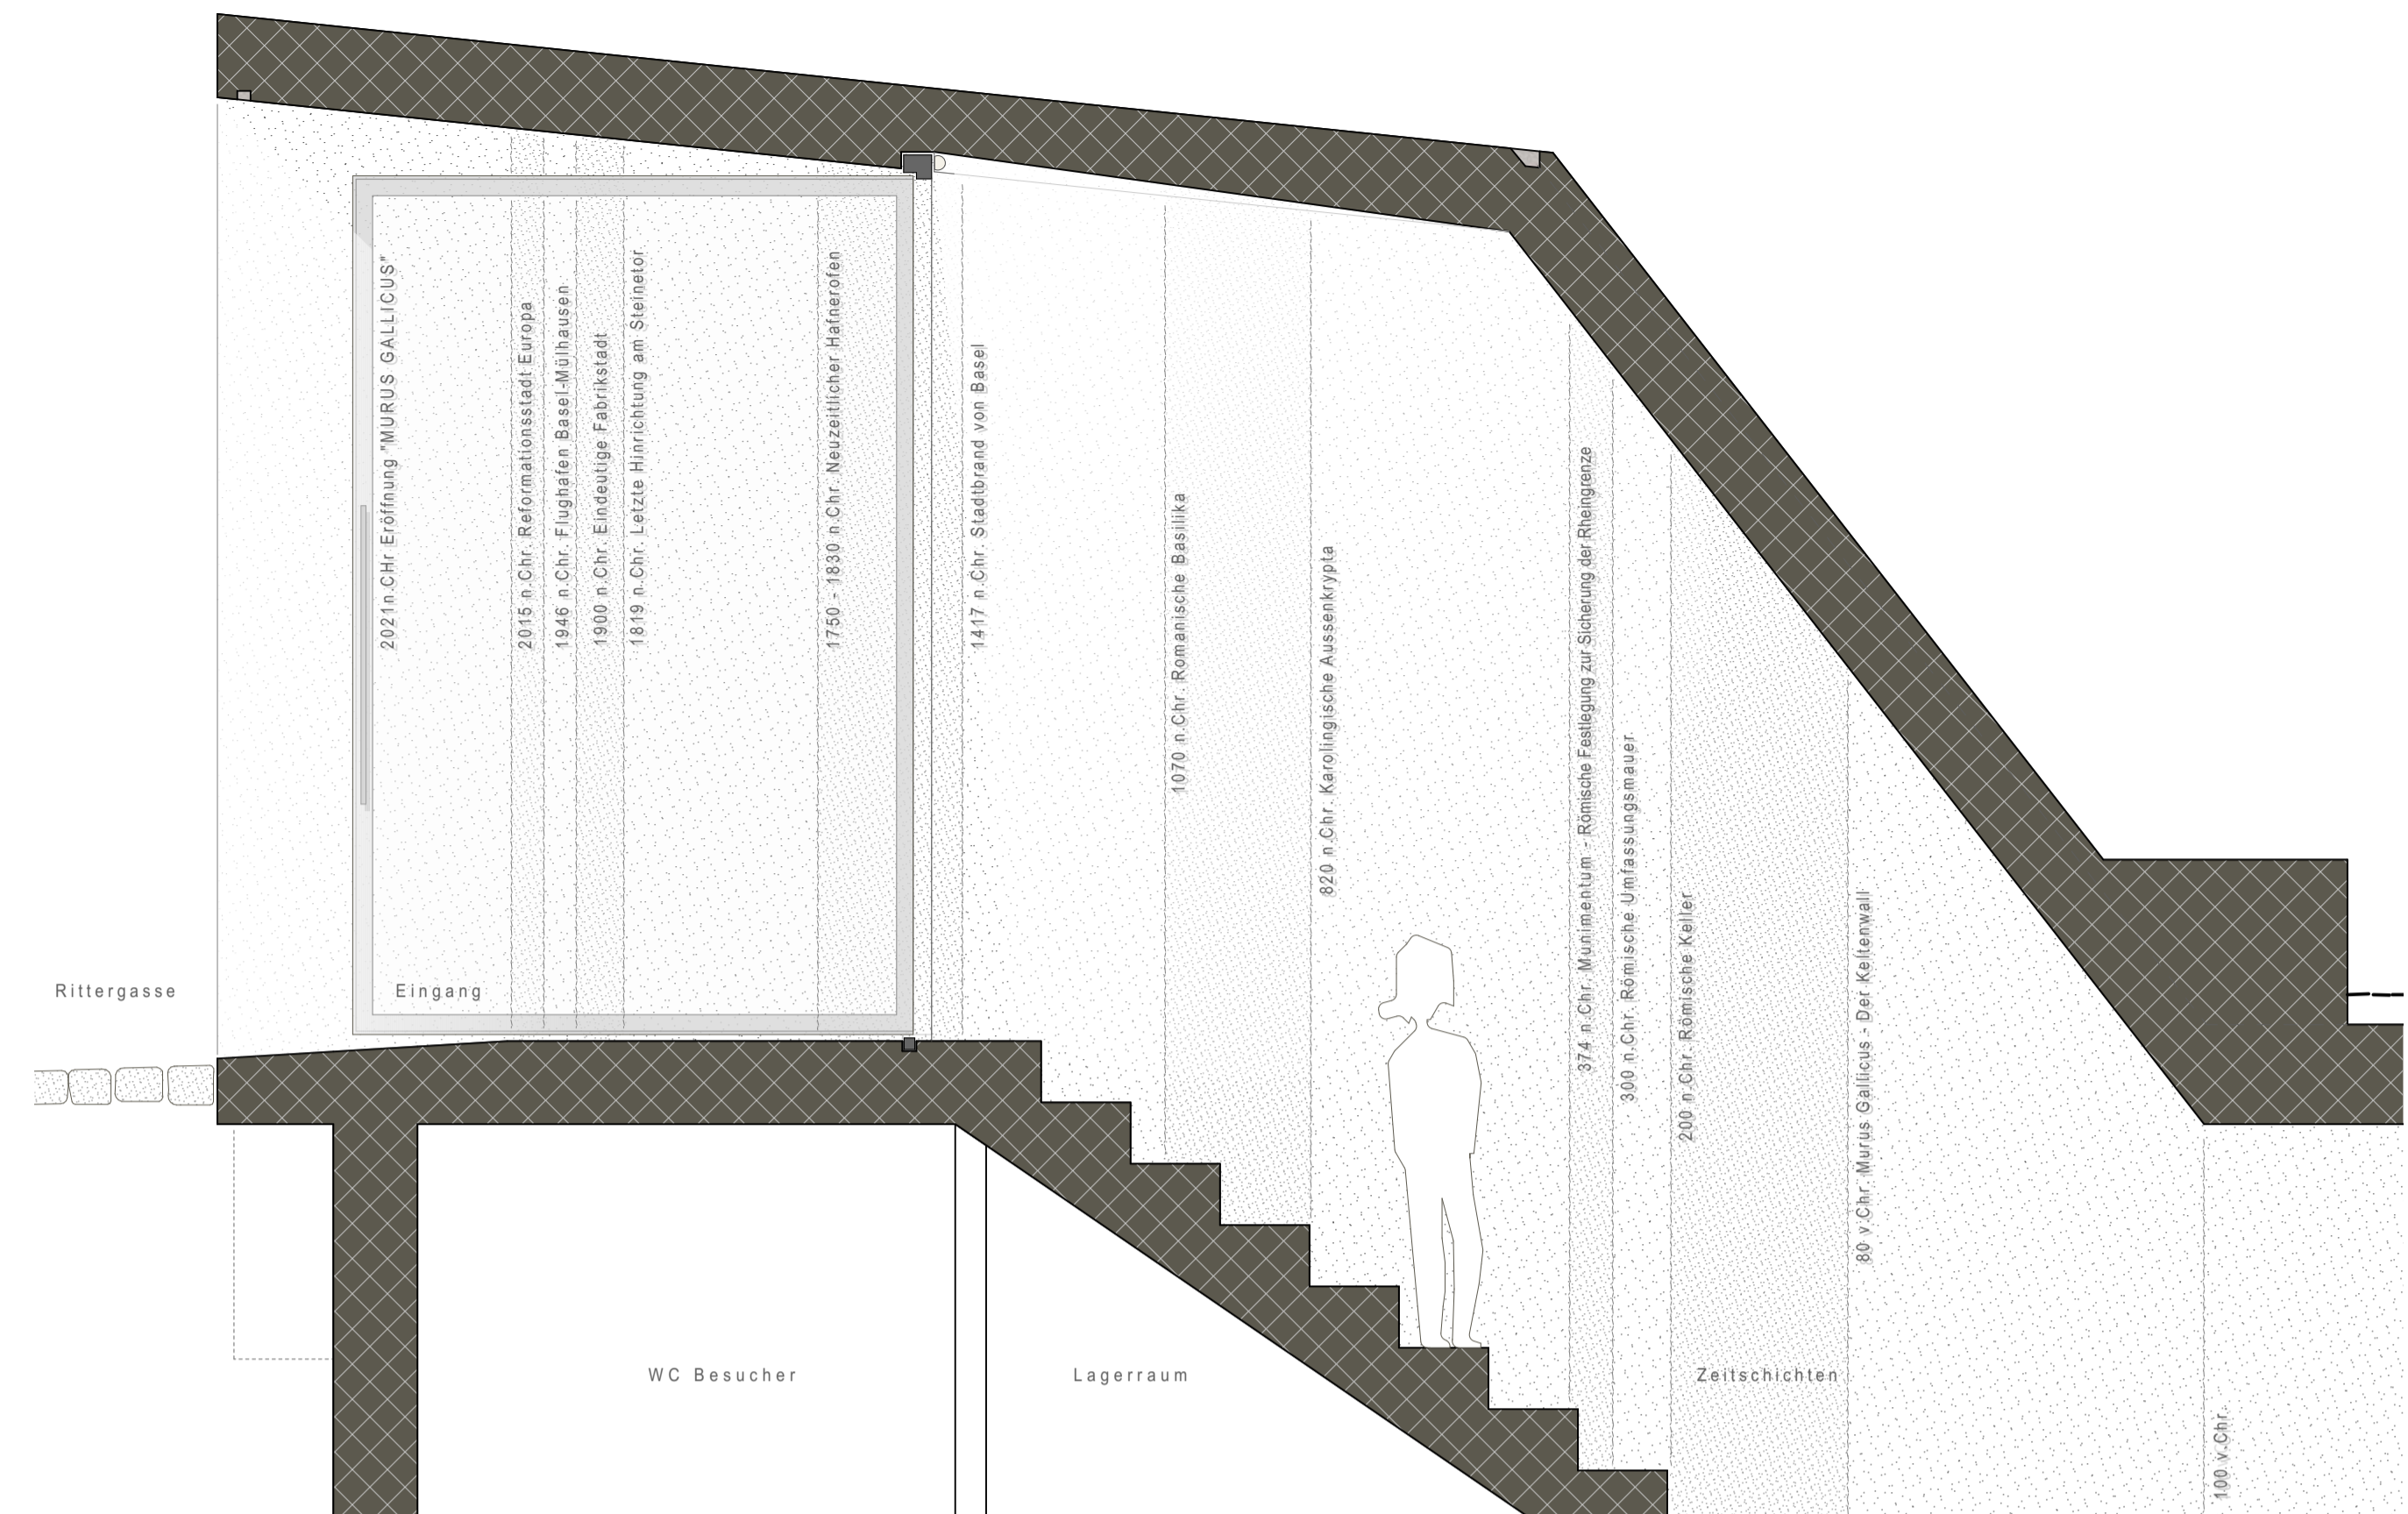 2021n.CHr Eröffnung "MURUS GALLICUS"
2015 n.Chr. Reformationsstadt Europa
1946 n.Chr. Flughafen Basel-Mülhausen
1900 n.Chr. Eindeutige Fabrikstadt
1819 n.Chr. Letzte Hinrichtung am Steinetor
1750 - 1830 n.Chr. Neuzeitlicher Hafnerofen
1417 n.Chr. Stadtbrand von Basel
1070 n.Chr. Romanische Basilika
820 n.Chr. Karolingische Aussenkrypta
374 n.Chr. Munimentum - Römische Festlegung zur Sicherung der Rheingrenze
300 n.Chr. Römische Umfassungsmauer
200 n.Chr. Römische Keller
80 v.Chr. Murus Gallicus - Der Keltenwall
100 v.Chr.
Rittergasse
Eingang
WC Besucher
Lagerraum
Zeitschichten